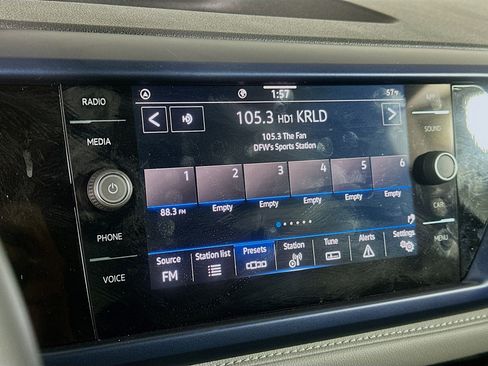 RADIO
MEDIA
PHONE
VOICE
1:57
57°F
105.3 HD1 KRLD
105.3 The Fan
DFW's Sports Station
1 2 3 4 5 6
88.3 FM Empty Empty Empty Empty Empty
Source Station list Presets Station Tune Alerts Settings
FM
SOUND
CAR
MENU